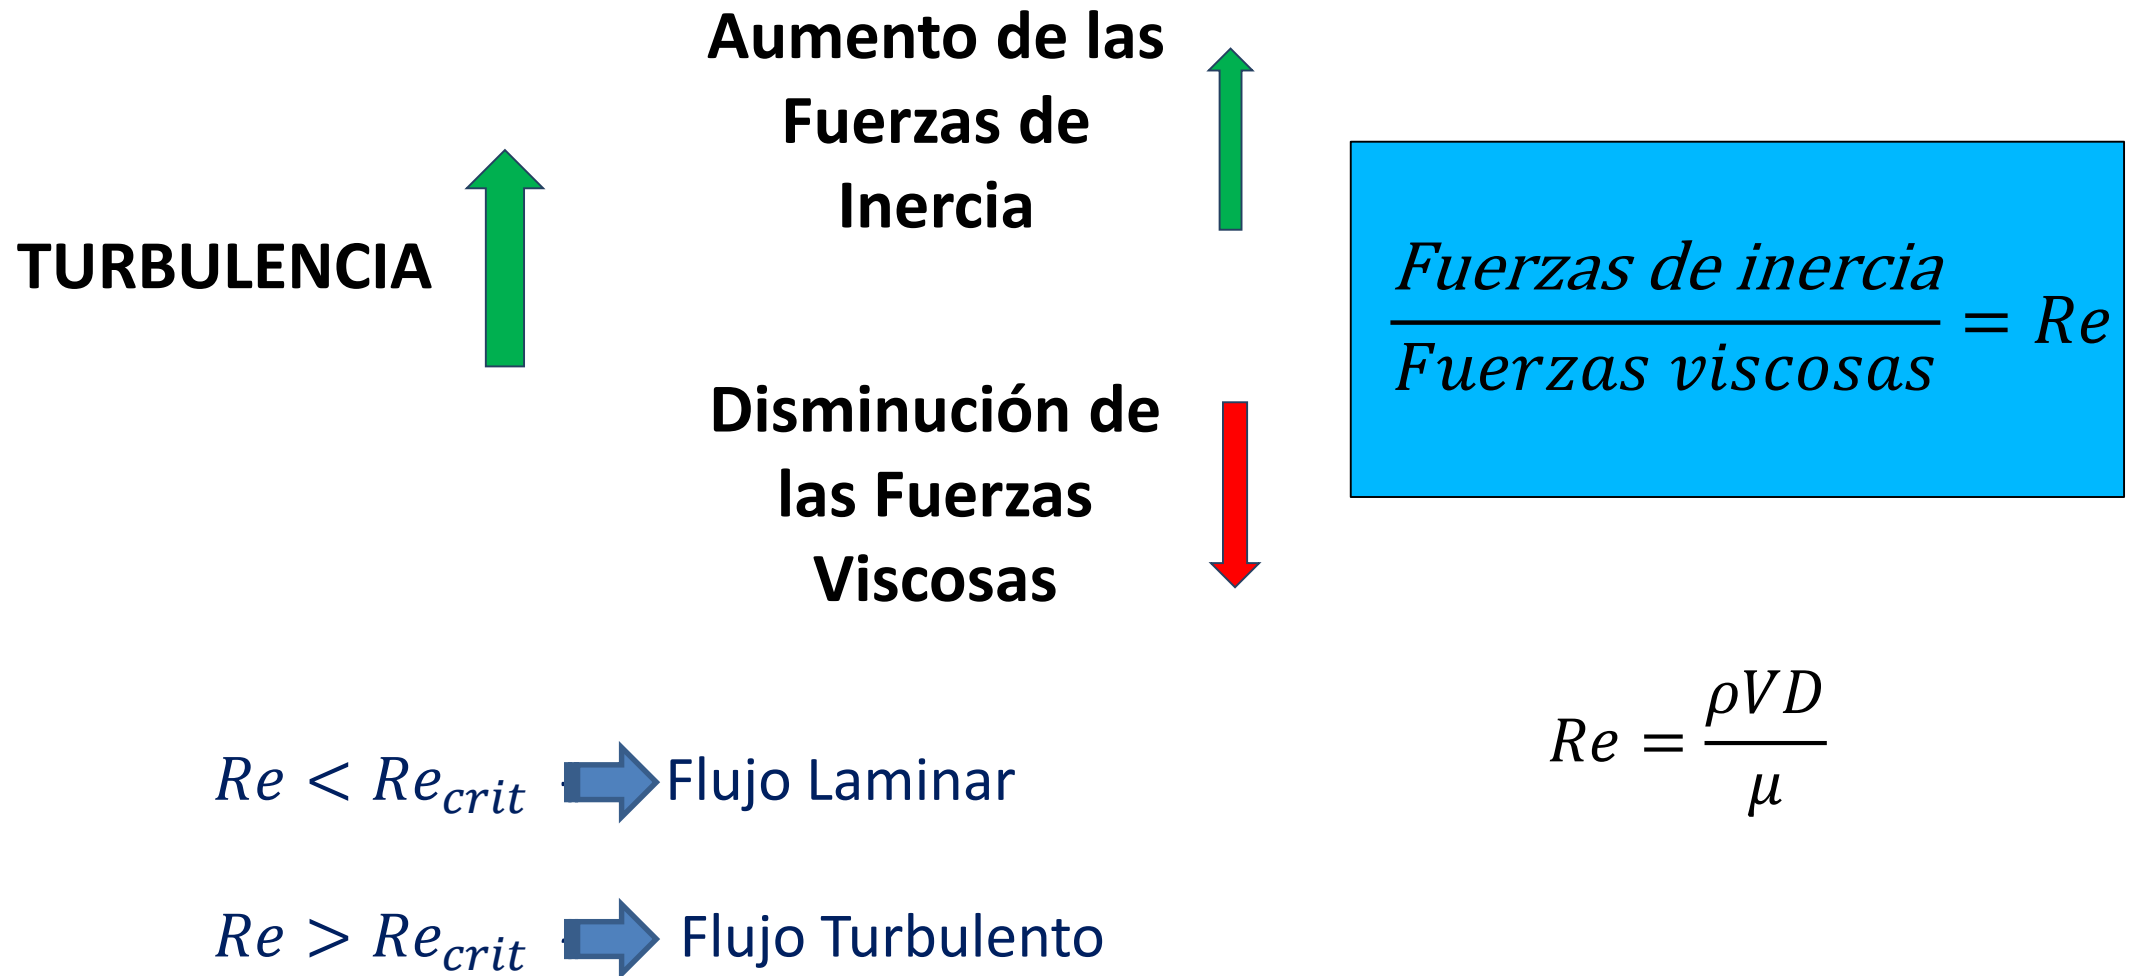 TURBULENCIA
Aumento de las
Fuerzas de
Inercia
Disminución de
las Fuerzas
Viscosas
Fuerzas de inercia
Fuerzas viscosas
= Re
Re = ρVD
μ
Re < Re_crit Flujo Laminar
Re > Re_crit Flujo Turbulento